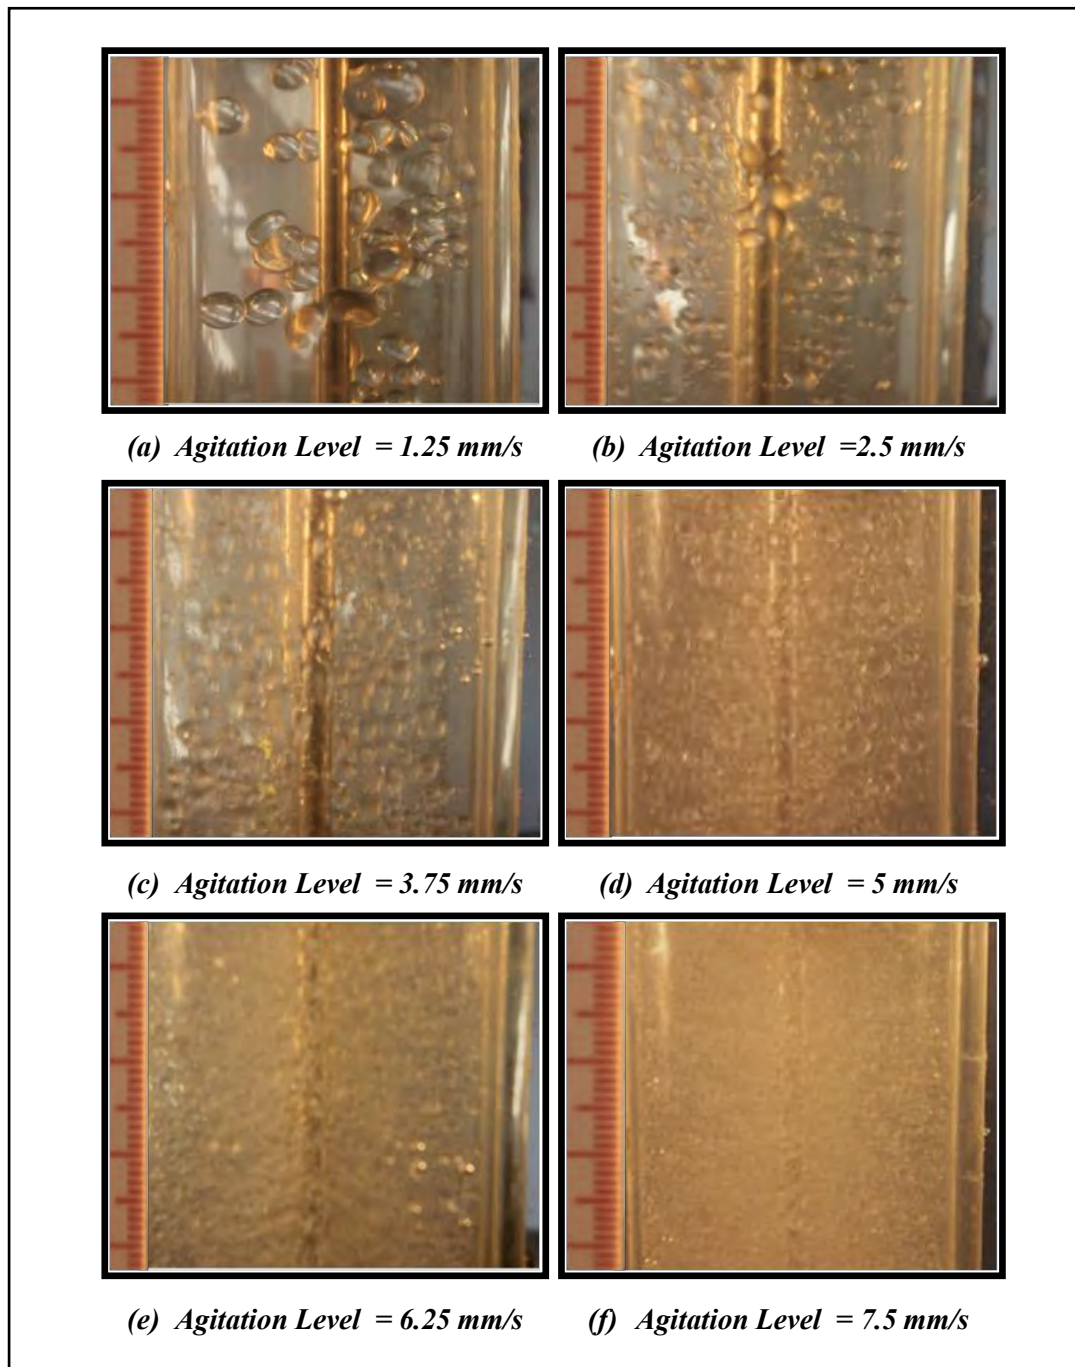 (a) Agitation Level = 1.25 mm/s
(b) Agitation Level =2.5 mm/s
(c) Agitation Level = 3.75 mm/s
(d) Agitation Level = 5 mm/s
(e) Agitation Level = 6.25 mm/s
(f) Agitation Level = 7.5 mm/s